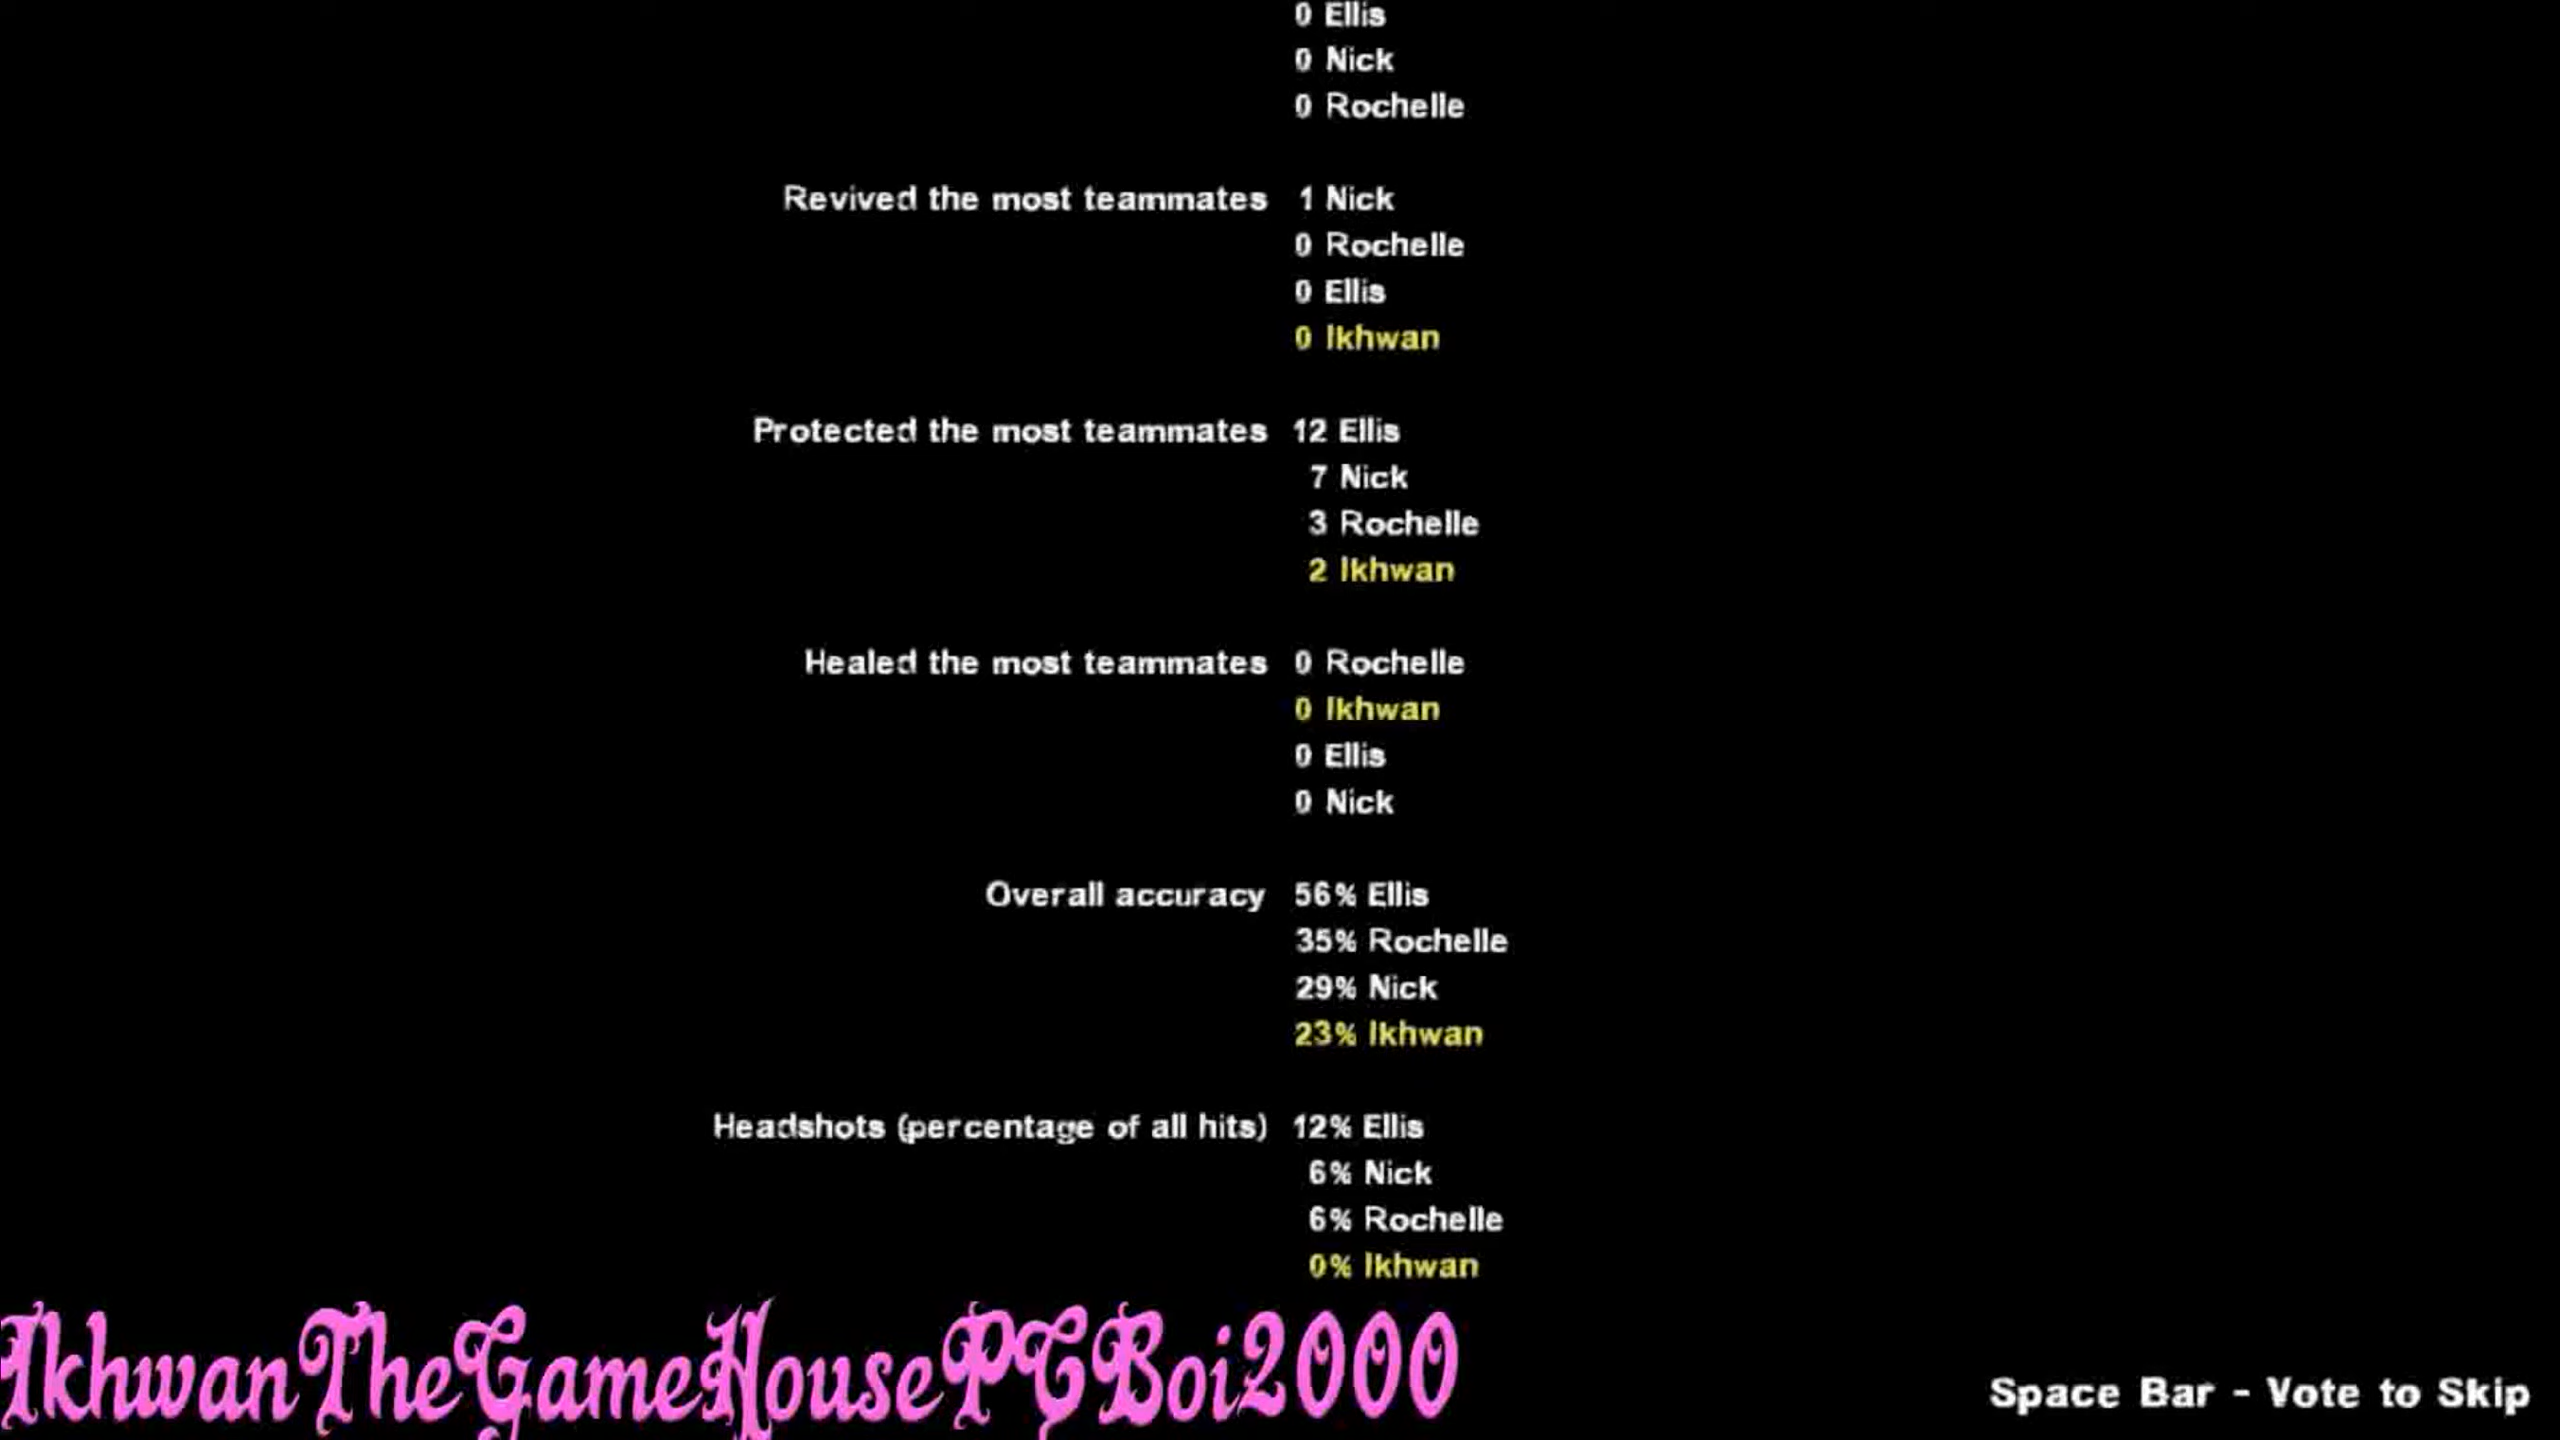 0 Ellis
0 Nick
0 Rochelle
Revived the most teammates 1 Nick
0 Rochelle
0 Ellis
0 Ikhwan
Protected the most teammates 12 Ellis
7 Nick
3 Rochelle
2 Ikhwan
Healed the most teammates 0 Rochelle
0 Ikhwan
0 Ellis
0 Nick
Overall accuracy 56% Ellis
35% Rochelle
29% Nick
23% Ikhwan
Headshots (percentage of all hits) 12% Ellis
6% Nick
6% Rochelle
0% Ikhwan
IkhwanTheGameHousePCBoi2000
Space Bar - Vote to Skip